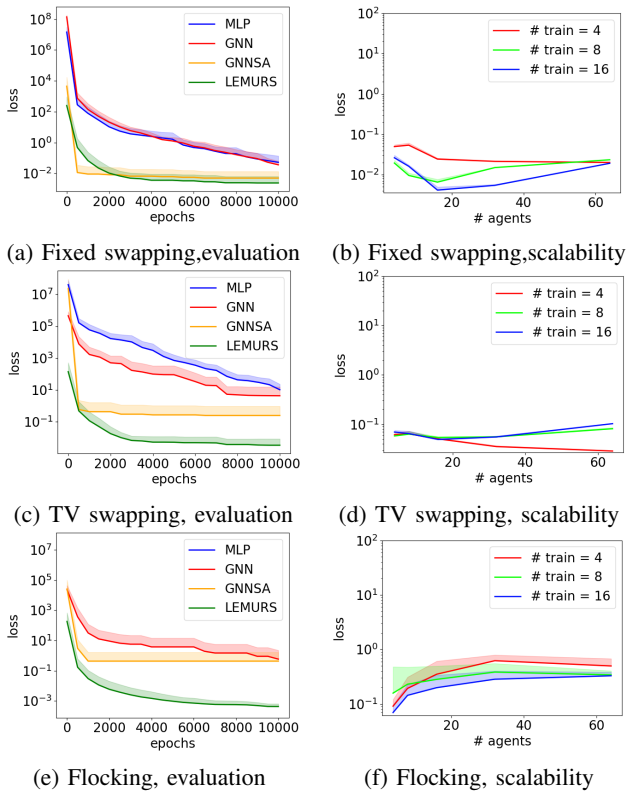 10^8
10^6
10^4
10^2
10^0
10^-2
loss
MLP
GNN
GNNSA
LEMURS
0 2000 4000 6000 8000 10000
epochs
(a) Fixed swapping,evaluation
10^2
10^1
10^0
10^-1
10^-2
loss
# train = 4
# train = 8
# train = 16
20 40 60
# agents
(b) Fixed swapping,scalability
10^7
10^5
10^3
10^1
10^-1
loss
MLP
GNN
GNNSA
LEMURS
0 2000 4000 6000 8000 10000
epochs
(c) TV swapping, evaluation
10^2
10^1
10^0
10^-1
loss
# train = 4
# train = 8
# train = 16
20 40 60
# agents
(d) TV swapping, scalability
10^7
10^5
10^3
10^1
10^-1
10^-3
loss
MLP
GNN
GNNSA
LEMURS
0 2000 4000 6000 8000 10000
epochs
(e) Flocking, evaluation
10^2
10^1
10^0
10^-1
loss
# train = 4
# train = 8
# train = 16
20 40 60
# agents
(f) Flocking, scalability